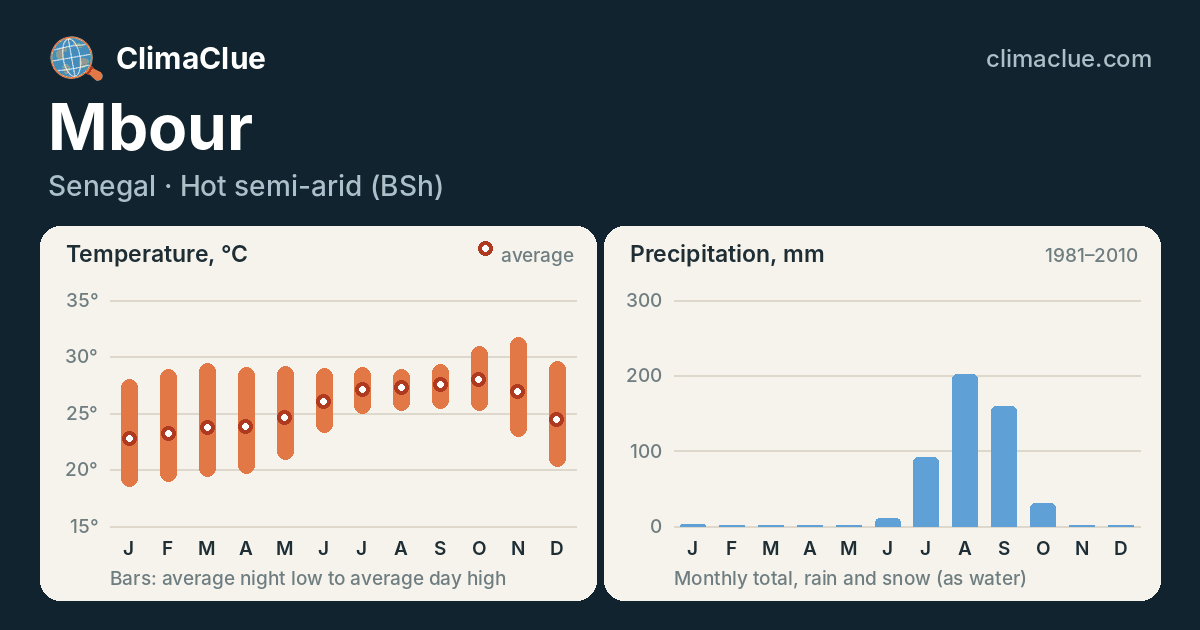 ClimaClue
climaclue.com
Mbour
Senegal · Hot semi-arid (BSh)
Temperature, °C
average
35°
30°
25°
20°
15°
J F M A M J J A S O N D
Bars: average night low to average day high
Precipitation, mm
1981–2010
300
200
100
0
J F M A M J J A S O N D
Monthly total, rain and snow (as water)